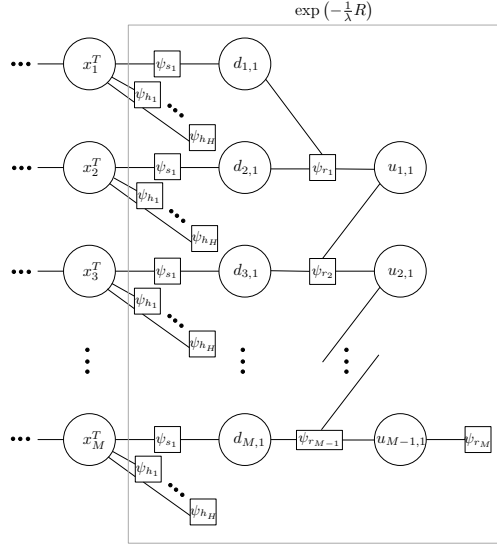 exp (−1/λ R)
x_1^T ψ_{s_1} d_{1,1}
ψ_{h_1}
ψ_{h_H}
x_2^T ψ_{s_1} d_{2,1} ψ_{r_1} u_{1,1}
ψ_{h_1}
ψ_{h_H}
x_3^T ψ_{s_1} d_{3,1} ψ_{r_2} u_{2,1}
ψ_{h_1}
ψ_{h_H}
x_M^T ψ_{s_1} d_{M,1} ψ_{r_{M−1}} u_{M−1,1} ψ_{r_M}
ψ_{h_1}
ψ_{h_H}